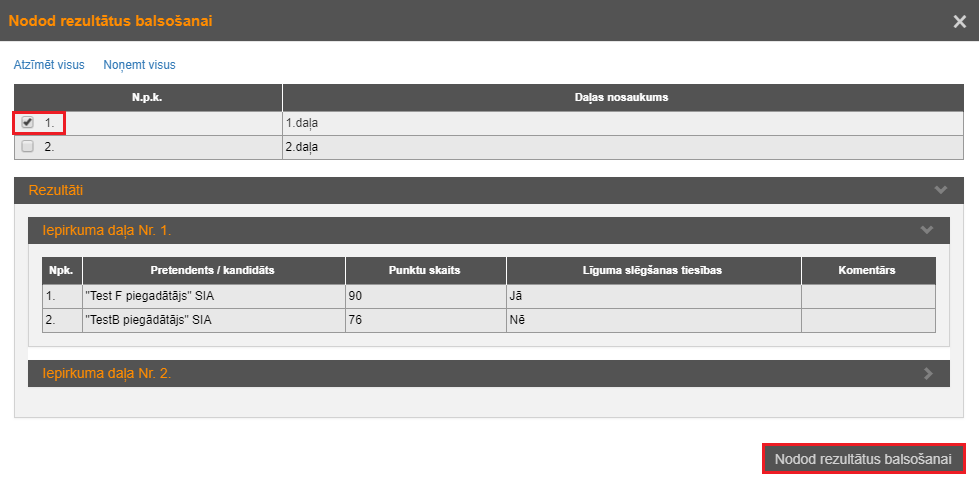 Nodod rezultātus balsošanai
Atzīmēt visus Noņemt visus
N.p.k. Daļas nosaukums
1. 1.daļa
2. 2.daļa
Rezultāti
Iepirkuma daļa Nr. 1.
Npk. Pretendents / kandidāts Punktu skaits Līguma slēgšanas tiesības Komentārs
1. "Test F piegadātājs" SIA 90 Jā
2. "TestB piegādātājs" SIA 76 Nē
Iepirkuma daļa Nr. 2.
Nodod rezultātus balsošanai